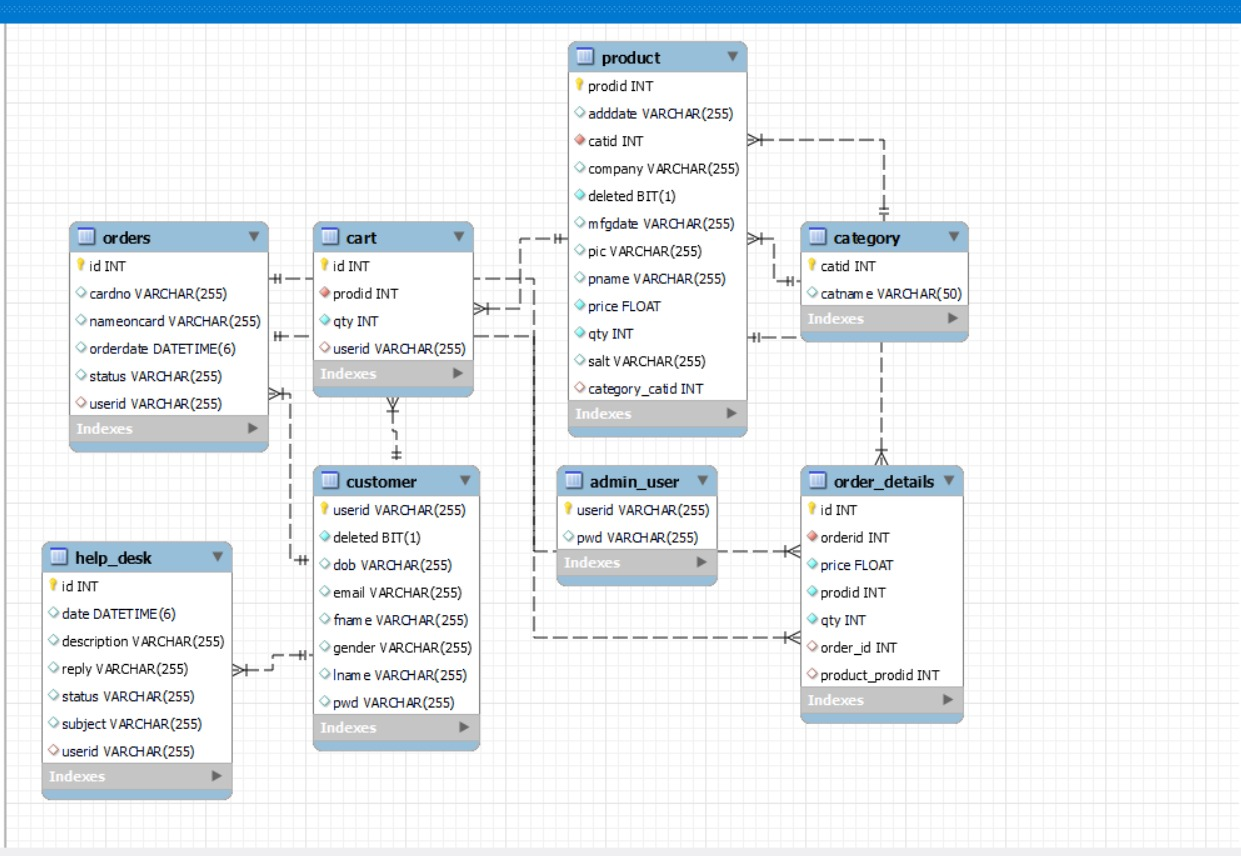 product
prodid INT
adddate VARCHAR(255)
catid INT
company VARCHAR(255)
deleted BIT(1)
mfgdate VARCHAR(255)
pic VARCHAR(255)
pname VARCHAR(255)
price FLOAT
qty INT
salt VARCHAR(255)
category_catid INT
Indexes
orders
id INT
cardno VARCHAR(255)
nameoncard VARCHAR(255)
orderdate DATETIME(6)
status VARCHAR(255)
userid VARCHAR(255)
Indexes
cart
id INT
prodid INT
qty INT
userid VARCHAR(255)
Indexes
category
catid INT
catname VARCHAR(50)
Indexes
customer
userid VARCHAR(255)
deleted BIT(1)
dob VARCHAR(255)
email VARCHAR(255)
fname VARCHAR(255)
gender VARCHAR(255)
lname VARCHAR(255)
pwd VARCHAR(255)
Indexes
admin_user
userid VARCHAR(255)
pwd VARCHAR(255)
Indexes
order_details
id INT
orderid INT
price FLOAT
prodid INT
qty INT
order_id INT
product_prodid INT
Indexes
help_desk
id INT
date DATETIME(6)
description VARCHAR(255)
reply VARCHAR(255)
status VARCHAR(255)
subject VARCHAR(255)
userid VARCHAR(255)
Indexes